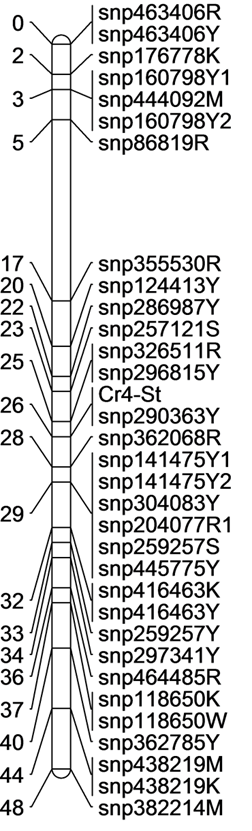 0 snp463406R
snp463406Y
2 snp176778K
snp160798Y1
3 snp444092M
snp160798Y2
5 snp86819R
17 snp355530R
20 snp124413Y
22 snp286987Y
23 snp257121S
snp326511R
25 snp296815Y
Cr4-St
26 snp290363Y
28 snp362068R
snp141475Y1
snp141475Y2
29 snp304083Y
snp204077R1
snp259257S
snp445775Y
32 snp416463K
snp416463Y
33 snp259257Y
34 snp297341Y
36 snp464485R
37 snp118650K
snp118650W
40 snp362785Y
44 snp438219M
snp438219K
48 snp382214M